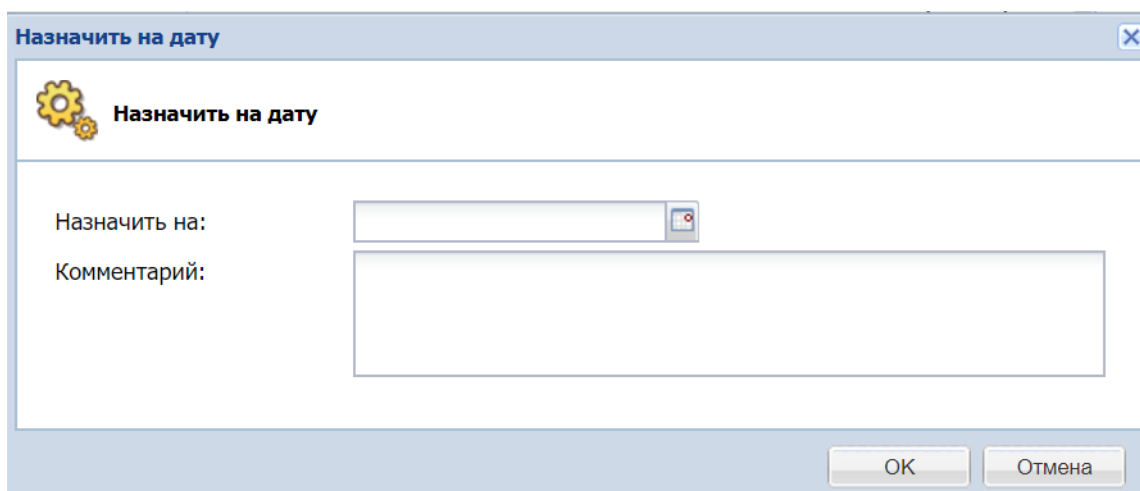 Назначить на дату
Назначить на дату
Назначить на:
Комментарий:
OK
Отмена